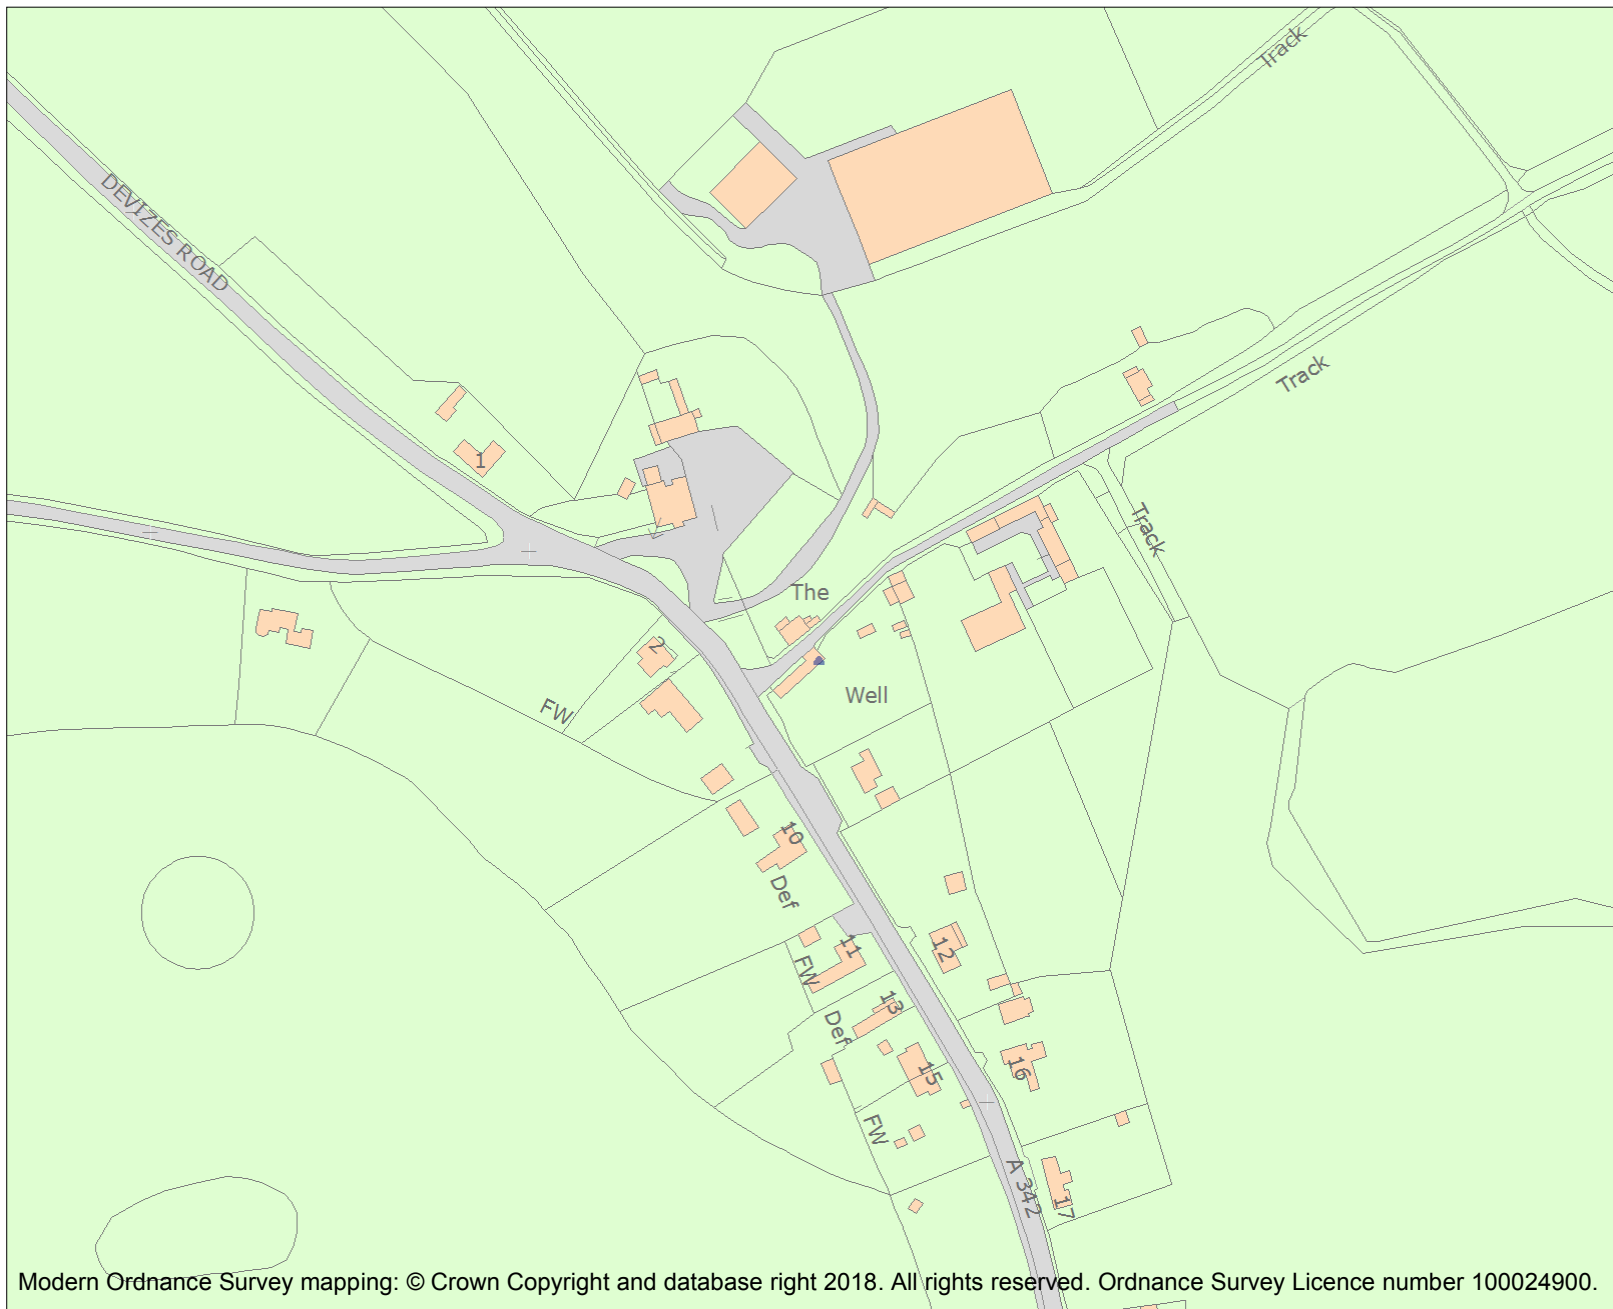 Track
DEVIZES ROAD
Track
1
Track
The
2
Well
FW
10
Def
11
12
FW
13
Def
16
15
FW
A 342
17
Modern Ordnance Survey mapping: © Crown Copyright and database right 2018. All rights reserved. Ordnance Survey Licence number 100024900.